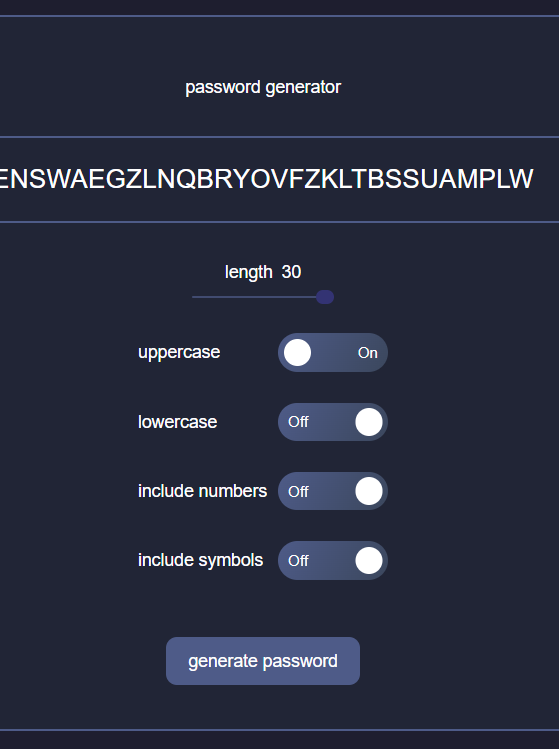 password generator
ENSWAEGZLNQBRYOVFZKLTBSSUAMPLW
length 30
uppercase On
lowercase Off
include numbers Off
include symbols Off
generate password